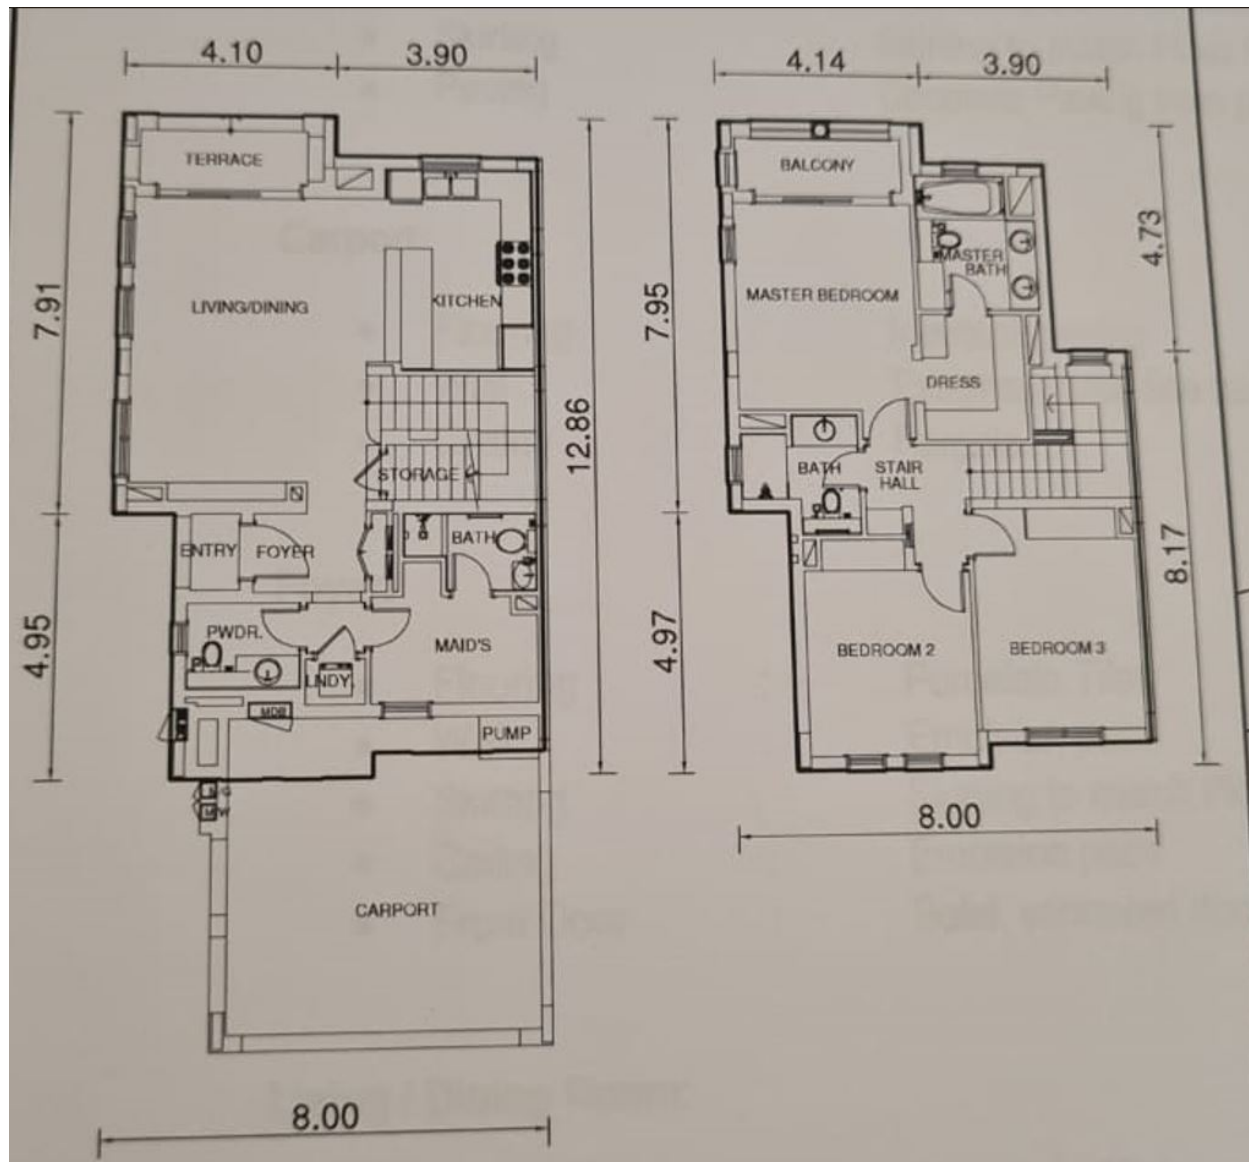 4.10
3.90
TERRACE
7.91
LIVING/DINING
KITCHEN
12.86
STORAGE
ENTRY
FOYER
BATH
4.95
PWDR.
MAID'S
LNDY.
MDB
PUMP
CARPORT
8.00
4.14
3.90
BALCONY
4.73
MASTER
BATH
MASTER BEDROOM
7.95
DRESS
BATH
STAIR
HALL
8.17
4.97
BEDROOM 2
BEDROOM 3
8.00
Carport